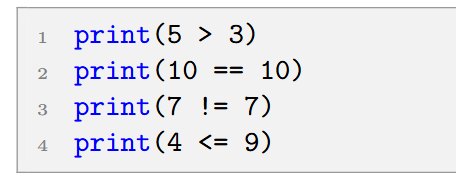 1 print(5 > 3)
2 print(10 == 10)
3 print(7 != 7)
4 print(4 <= 9)